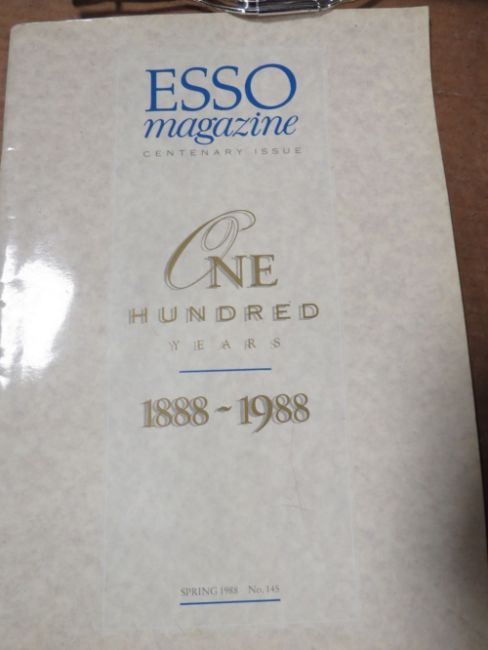 ESSO
magazine
CENTENARY ISSUE
ONE
HUNDRED
YEARS
1888 ~ 1988
SPRING 1988 No. 145